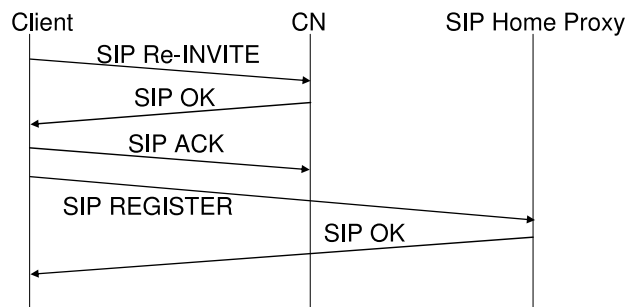 Client CN SIP Home Proxy
SIP Re-INVITE
SIP OK
SIP ACK
SIP REGISTER
SIP OK